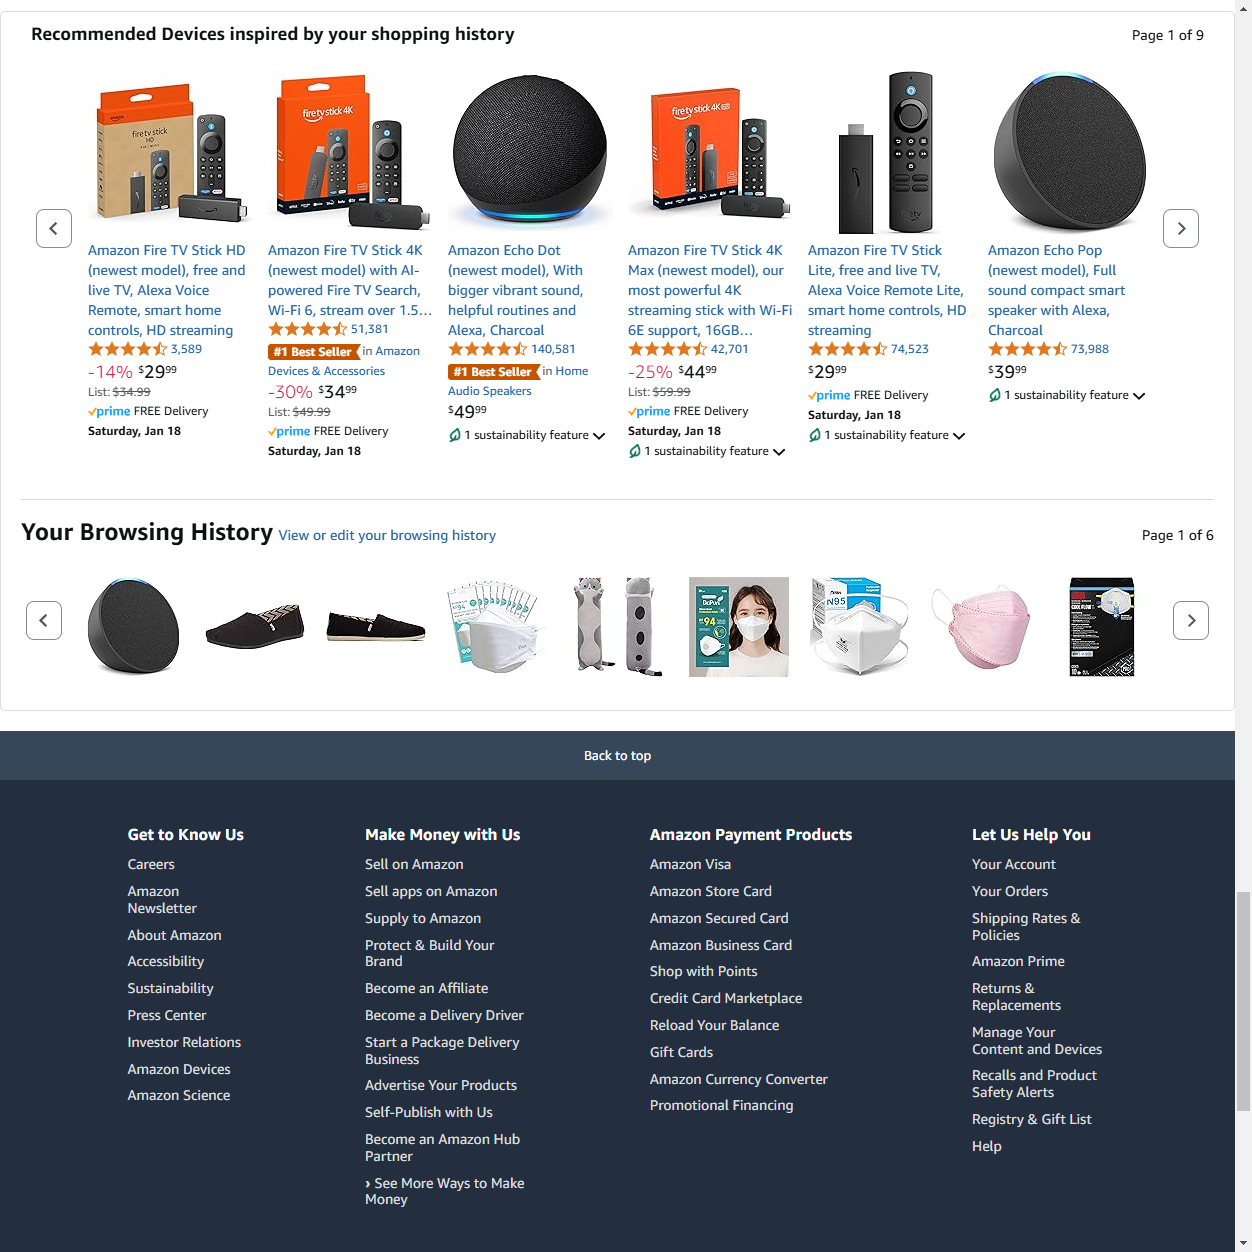 Recommended Devices inspired by your shopping history
Page 1 of 9
Amazon Fire TV Stick HD
(newest model), free and
live TV, Alexa Voice
Remote, smart home
controls, HD streaming
3,589
-14% $29.99
List: $34.99
prime FREE Delivery
Saturday, Jan 18
Amazon Fire TV Stick 4K
(newest model) with AI-
powered Fire TV Search,
Wi-Fi 6, stream over 1.5...
51,381
#1 Best Seller in Amazon
Devices & Accessories
-30% $34.99
List: $49.99
prime FREE Delivery
Saturday, Jan 18
Amazon Echo Dot
(newest model), With
bigger vibrant sound,
helpful routines and
Alexa, Charcoal
140,581
#1 Best Seller in Home
Audio Speakers
$49.99
1 sustainability feature
Amazon Fire TV Stick 4K
Max (newest model), our
most powerful 4K
streaming stick with Wi-Fi
6E support, 16GB...
42,701
-25% $44.99
List: $59.99
prime FREE Delivery
Saturday, Jan 18
1 sustainability feature
Amazon Fire TV Stick
Lite, free and live TV,
Alexa Voice Remote Lite,
smart home controls, HD
streaming
74,523
$29.99
prime FREE Delivery
Saturday, Jan 18
1 sustainability feature
Amazon Echo Pop
(newest model), Full
sound compact smart
speaker with Alexa,
Charcoal
73,988
$39.99
1 sustainability feature
Your Browsing History View or edit your browsing history
Page 1 of 6
Back to top
Get to Know Us
Careers
Amazon
Newsletter
About Amazon
Accessibility
Sustainability
Press Center
Investor Relations
Amazon Devices
Amazon Science
Make Money with Us
Sell on Amazon
Sell apps on Amazon
Supply to Amazon
Protect & Build Your
Brand
Become an Affiliate
Become a Delivery Driver
Start a Package Delivery
Business
Advertise Your Products
Self-Publish with Us
Become an Amazon Hub
Partner
› See More Ways to Make
Money
Amazon Payment Products
Amazon Visa
Amazon Store Card
Amazon Secured Card
Amazon Business Card
Shop with Points
Credit Card Marketplace
Reload Your Balance
Gift Cards
Amazon Currency Converter
Promotional Financing
Let Us Help You
Your Account
Your Orders
Shipping Rates &
Policies
Amazon Prime
Returns &
Replacements
Manage Your
Content and Devices
Recalls and Product
Safety Alerts
Registry & Gift List
Help